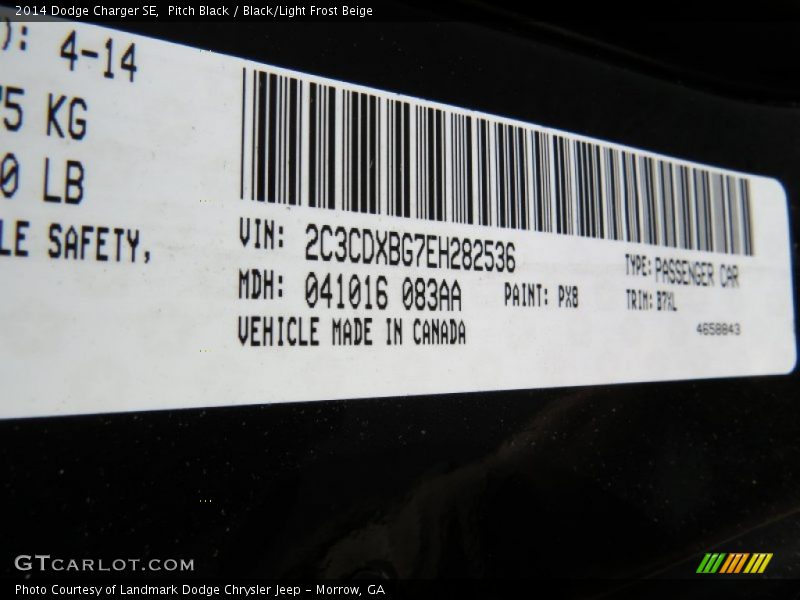 2014 Dodge Charger SE,  Pitch Black / Black/Light Frost Beige
): 4-14
75 KG
0 LB
LE SAFETY,
VIN: 2C3CDXBG7EH282536
TYPE: PASSENGER CAR
MDH: 041016 083AA
PAINT: PX8
TRIM: B7XL
VEHICLE MADE IN CANADA
4658843
GTCARLOT.COM
Photo Courtesy of Landmark Dodge Chrysler Jeep - Morrow, GA